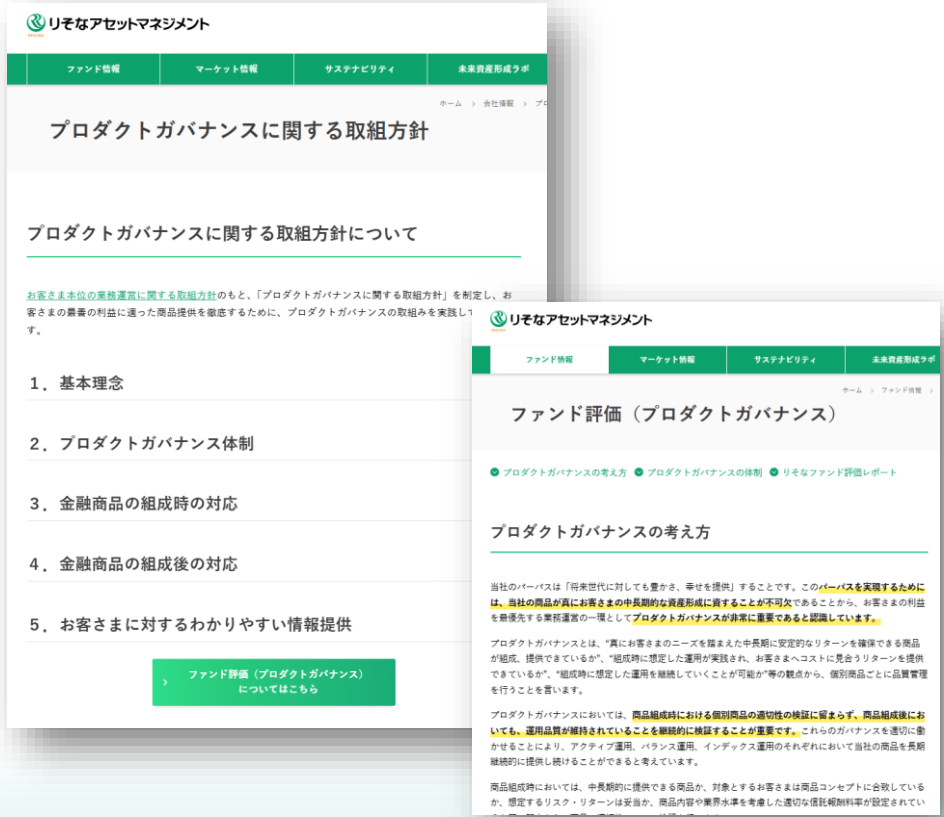 りそなアセットマネジメント
ファンド情報 マーケット情報 サステナビリティ 未来資産形成ラボ
ホーム > 会社情報 > プロ
プロダクトガバナンスに関する取組方針
プロダクトガバナンスに関する取組方針について
お客さま本位の業務運営に関する取組方針のもと、「プロダクトガバナンスに関する取組方針」を制定し、お
客さまの最善の利益に適った商品提供を徹底するために、プロダクトガバナンスの取組みを実践して
す。
1. 基本理念
2. プロダクトガバナンス体制
3. 金融商品の組成時の対応
4. 金融商品の組成後の対応
5. お客さまに対するわかりやすい情報提供
ファンド評価（プロダクトガバナンス）
についてはこちら
りそなアセットマネジメント
ファンド情報 マーケット情報 サステナビリティ 未来資産形成ラボ
ホーム > ファンド情報 >
ファンド評価（プロダクトガバナンス）
プロダクトガバナンスの考え方 プロダクトガバナンスの体制 りそなファンド評価レポート
プロダクトガバナンスの考え方
当社のパーパスは「将来世代に対しても豊かさ、幸せを提供」することです。このパーパスを実現するために
は、当社の商品が真にお客さまの中長期的な資産形成に資することが不可欠であることから、お客さまの利益
を最優先する業務運営の一環としてプロダクトガバナンスが非常に重要であると認識しています。
プロダクトガバナンスとは、“真にお客さまのニーズを踏まえた中長期に安定的なリターンを確保できる商品
が組成、提供できているか”、“組成時に想定した運用が実践され、お客さまへコストに見合うリターンを提供
できているか”、“組成時に想定した運用を継続していくことが可能か”等の観点から、個別商品ごとに品質管理
を行うことを言います。
プロダクトガバナンスにおいては、商品組成時における個別商品の適切性の検証に留まらず、商品組成後にお
いても、運用品質が維持されていることを継続的に検証することが重要です。これらのガバナンスを適切に働
かせることにより、アクティブ運用、バランス運用、インデックス運用のそれぞれにおいて当社の商品を長期
継続的に提供し続けることができると考えています。
商品組成時においては、中長期的に提供できる商品か、対象とするお客さまは商品コンセプトに合致している
か、想定するリスク・リターンは妥当か、商品内容や業界水準を考慮した適切な信託報酬料率が設定されてい